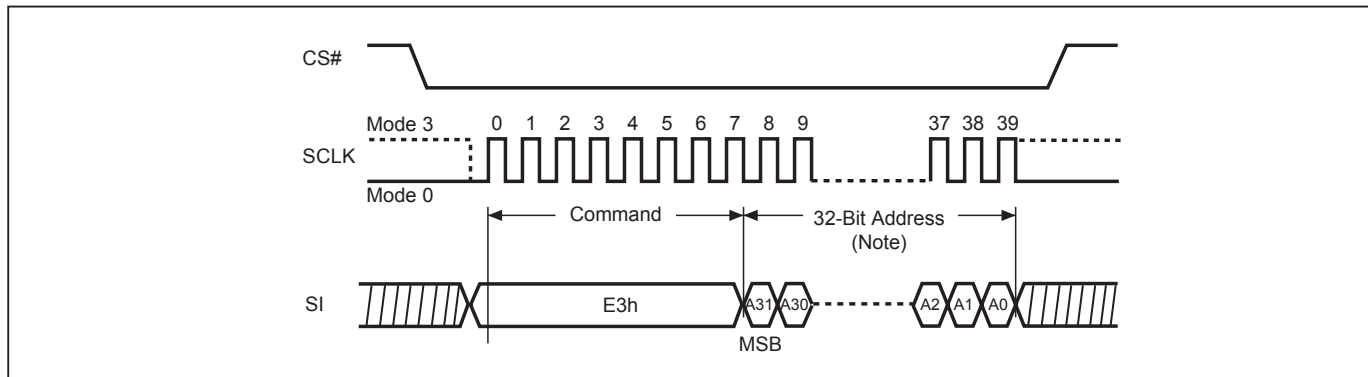 CS#
Mode 3 0 1 2 3 4 5 6 7 8 9 37 38 39
SCLK
Mode 0
Command 32-Bit Address
(Note)
SI E3h A31 A30 A2 A1 A0
MSB